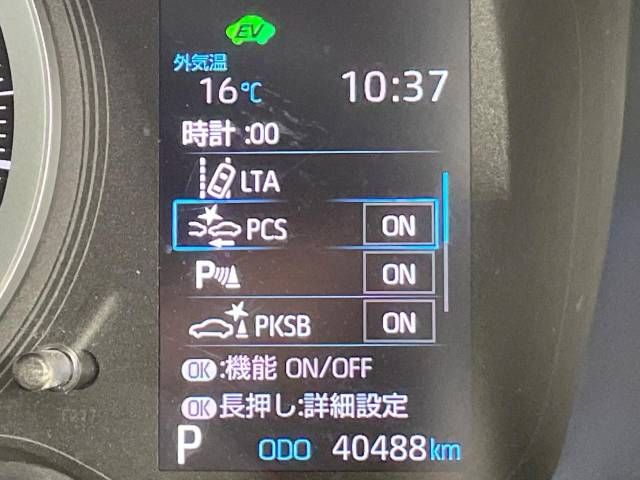 EV
外気温
16℃ 10:37
時計 :00
LTA
PCS ON
P ON
PKSB ON
OK:機能 ON/OFF
OK長押し:詳細設定
P ODO 40488km